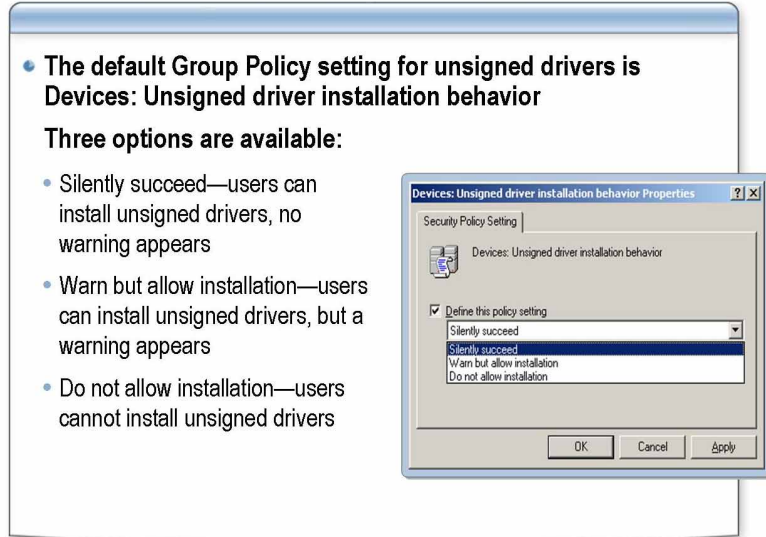 The default Group Policy setting for unsigned drivers is
Devices: Unsigned driver installation behavior
Three options are available:
Silently succeed—users can
install unsigned drivers, no
warning appears
Warn but allow installation—users
can install unsigned drivers, but a
warning appears
Do not allow installation—users
cannot install unsigned drivers
Devices: Unsigned driver installation behavior Properties
Security Policy Setting
Devices: Unsigned driver installation behavior
Define this policy setting
Silently succeed
Silently succeed
Warn but allow installation
Do not allow installation
OK Cancel Apply